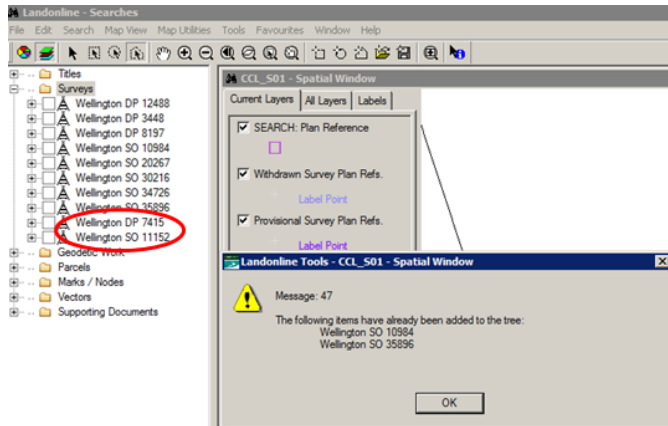 Landonline - Searches
File Edit Search Map View Map Utilities Tools Favourites Window Help
Titles
Surveys
Wellington DP 12488
Wellington DP 3448
Wellington DP 8197
Wellington SO 10984
Wellington SO 20267
Wellington SO 30216
Wellington SO 34726
Wellington SO 35896
Wellington DP 7415
Wellington SO 11152
Geodetic Work
Parcels
Marks / Nodes
Vectors
Supporting Documents
CCL_S01 - Spatial Window
Current Layers All Layers Labels
SEARCH: Plan Reference
Withdrawn Survey Plan Refs.
Label Point
Provisional Survey Plan Refs.
Label Point
Landonline Tools - CCL_S01 - Spatial Window
Message: 47
The following items have already been added to the tree:
Wellington SO 10984
Wellington SO 35896
OK